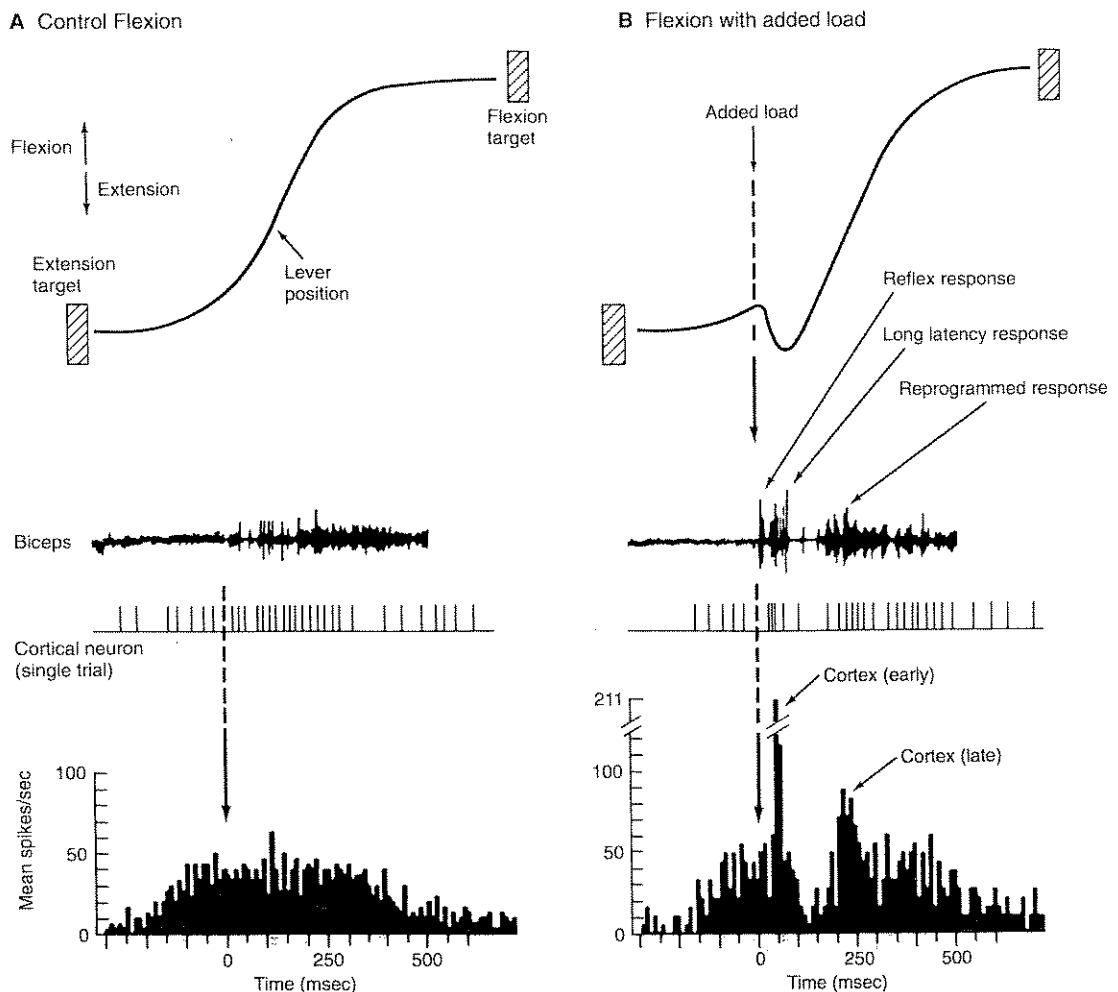 A Control Flexion
Flexion
Extension
Extension
target
Lever
position
Flexion
target
Biceps
Cortical neuron
(single trial)
Mean spikes/sec
100
50
0
0
250
500
Time (msec)
B Flexion with added load
Added load
Reflex response
Long latency response
Reprogrammed response
Cortex (early)
Cortex (late)
211
100
50
0
0
250
500
Time (msec)